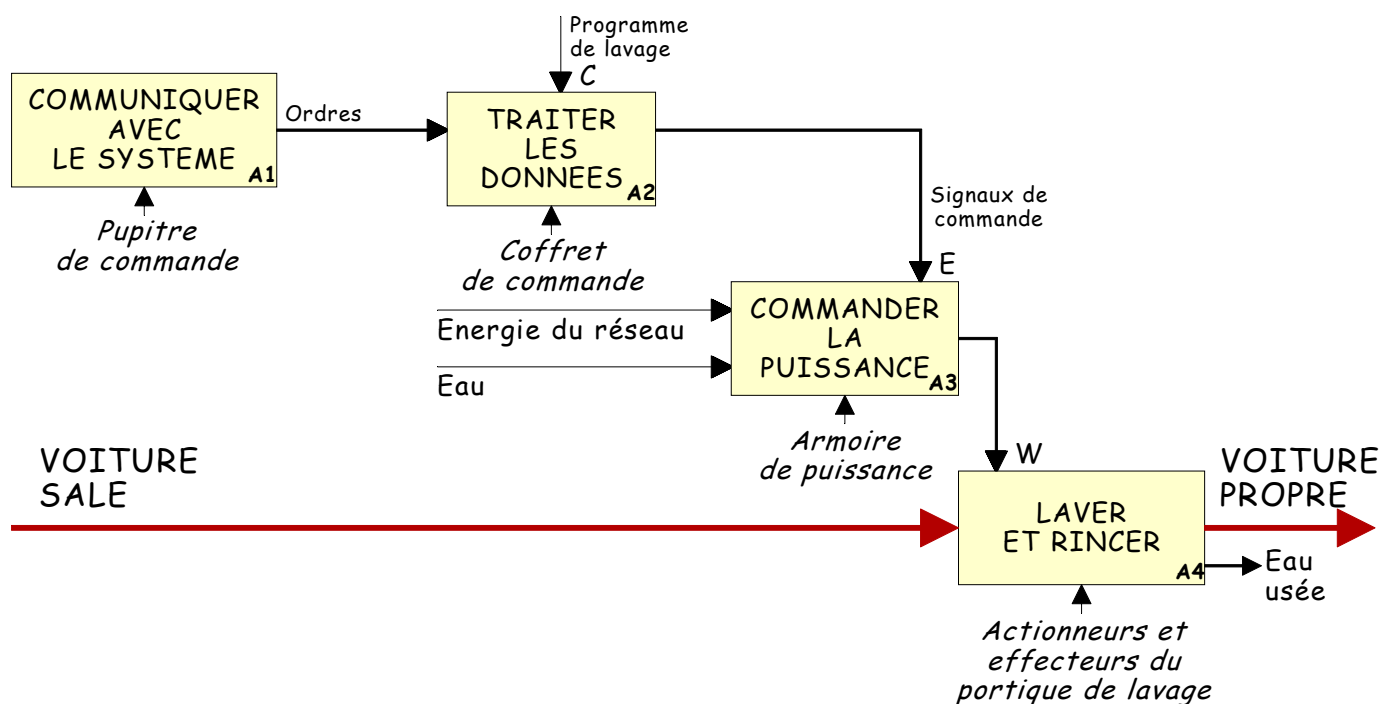 Programme
de lavage
C
COMMUNIQUER
AVEC
LE SYSTEME
A1
Ordres
TRAITER
LES
DONNEES
A2
Pupitre
de commande
Signaux de
commande
Coffret
de commande
E
Energie du réseau
Eau
COMMANDER
LA
PUISSANCE
A3
Armoire
de puissance
W
VOITURE
SALE
VOITURE
PROPRE
LAVER
ET RINCER
A4
Eau
usée
Actionneurs et
effecteurs du
portique de lavage